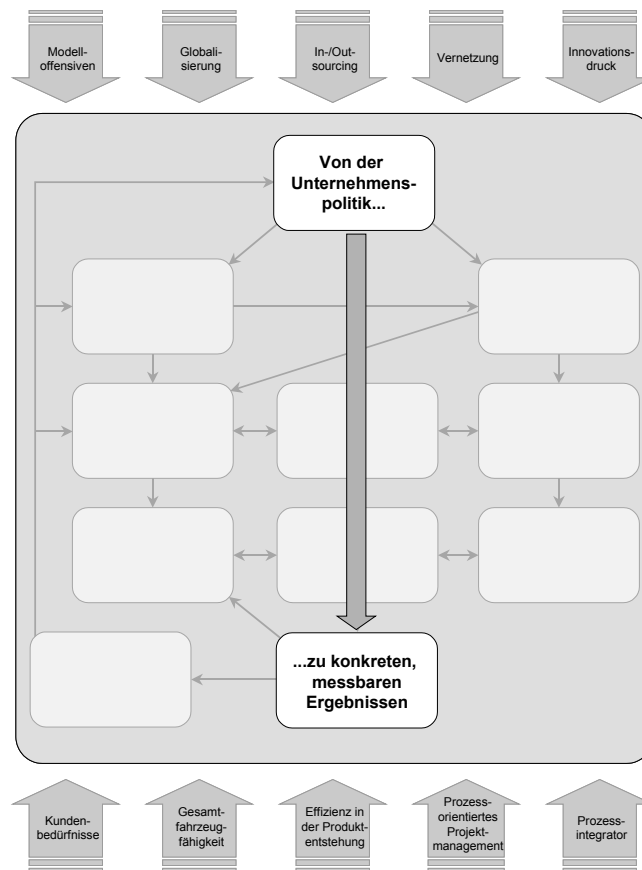 Modell-
offensiven
Globali-
sierung
In-/Out-
sourcing
Vernetzung
Innovations-
druck
Von der
Unternehmens-
politik...
...zu konkreten,
messbaren
Ergebnissen
Kunden-
bedürfnisse
Gesamt-
fahrzeug-
fähigkeit
Effizienz in
der Produkt-
entstehung
Prozess-
orientiertes
Projekt-
management
Prozess-
integrator